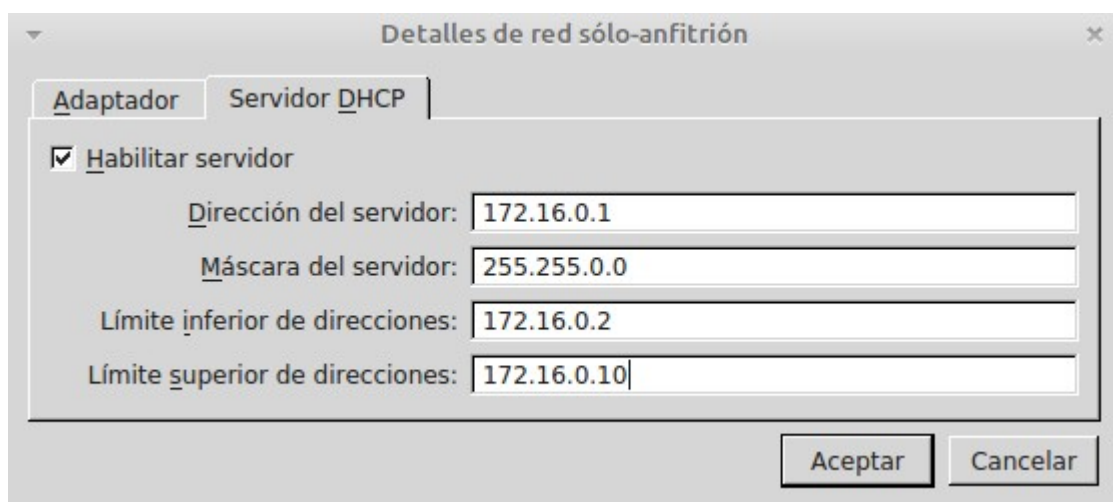 Detalles de red sólo-anfitrión
Adaptador Servidor DHCP
Habilitar servidor
Dirección del servidor: 172.16.0.1
Máscara del servidor: 255.255.0.0
Límite inferior de direcciones: 172.16.0.2
Límite superior de direcciones: 172.16.0.10
Aceptar Cancelar